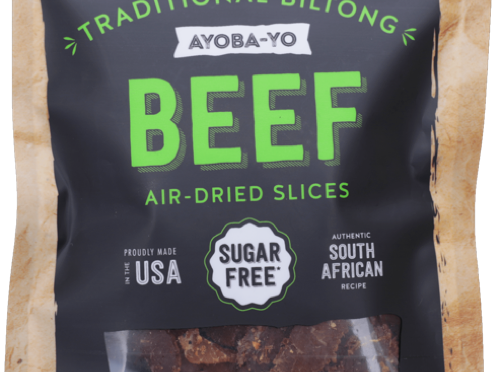 TRADITIONAL BILTONG
AYOBA-YO
BEEF
AIR-DRIED SLICES
PROUDLY MADE
IN THE
USA
SUGAR
FREE*
AUTHENTIC
SOUTH
AFRICAN
RECIPE